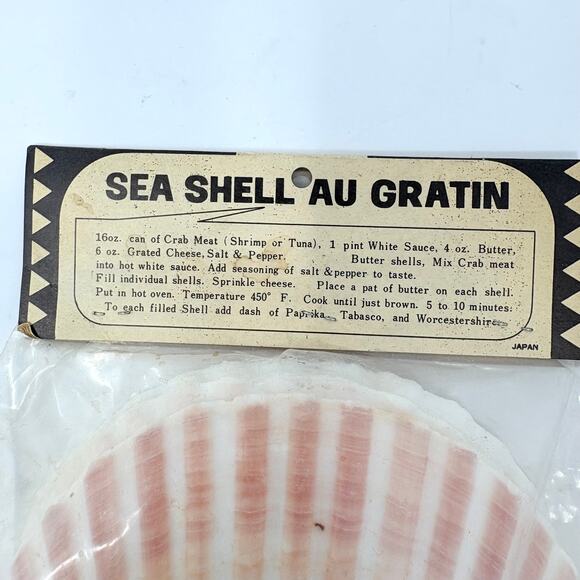 SEA SHELL AU GRATIN
16oz. can of Crab Meat (Shrimp or Tuna), 1 pint White Sauce, 4 oz. Butter,
6 oz. Grated Cheese, Salt & Pepper. Butter shells, Mix Crab meat
into hot white sauce. Add seasoning of salt & pepper to taste.
Fill individual shells. Sprinkle cheese. Place a pat of butter on each shell.
Put in hot oven. Temperature 450° F. Cook until just brown. 5 to 10 minutes:
To each filled Shell add dash of Paprika, Tabasco, and Worcestershire.
JAPAN